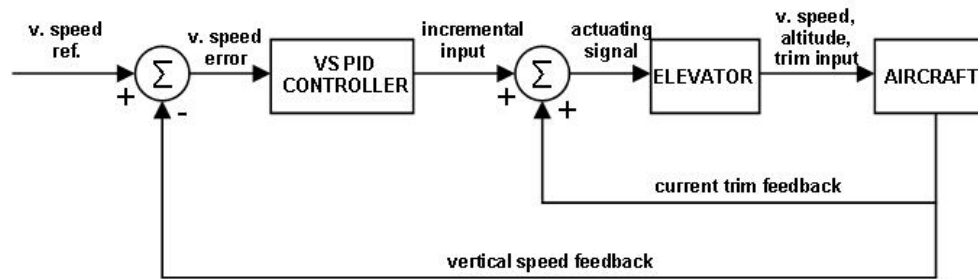 v. speed
ref.
v. speed
error
incremental
input
actuating
signal
v. speed,
altitude,
trim input
Σ
VS PID
CONTROLLER
Σ
ELEVATOR
AIRCRAFT
+
-
+
+
current trim feedback
vertical speed feedback